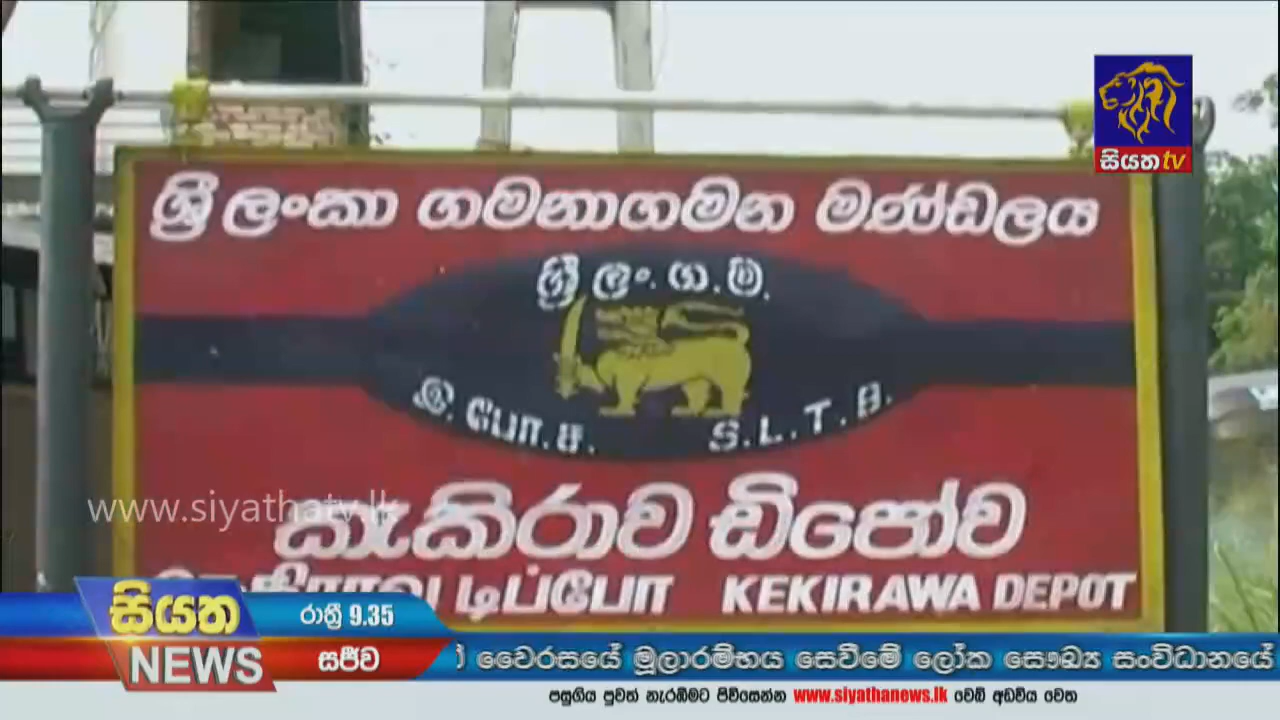 සියත tv
ශ්‍රී ලංකා ගමනාගමන මණ්ඩලය
ශ්‍රී ලං. ග. ම.
இ. போ. ச. S. L. T. B.
www.siyathatv.lk
කැකිරාව ඩිපෝව
டிப்போ KEKIRAWA DEPOT
සියත NEWS
රාත්‍රී 9.35
සජීව
වෛරසයේ මූලාරම්භය සෙවීමේ ලෝක සෞඛ්‍ය සංවිධානයේ
පසුගිය පුවත් නැරඹීමට පිවිසෙන්න www.siyathanews.lk වෙබ් අඩවිය වෙත